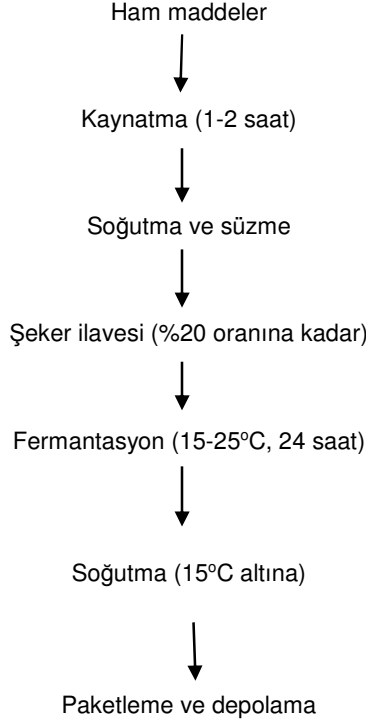 Ham maddeler
Kaynatma (1-2 saat)
Soğutma ve süzme
Şeker ilavesi (%20 oranına kadar)
Fermantasyon (15-25ºC, 24 saat)
Soğutma (15ºC altına)
Paketleme ve depolama